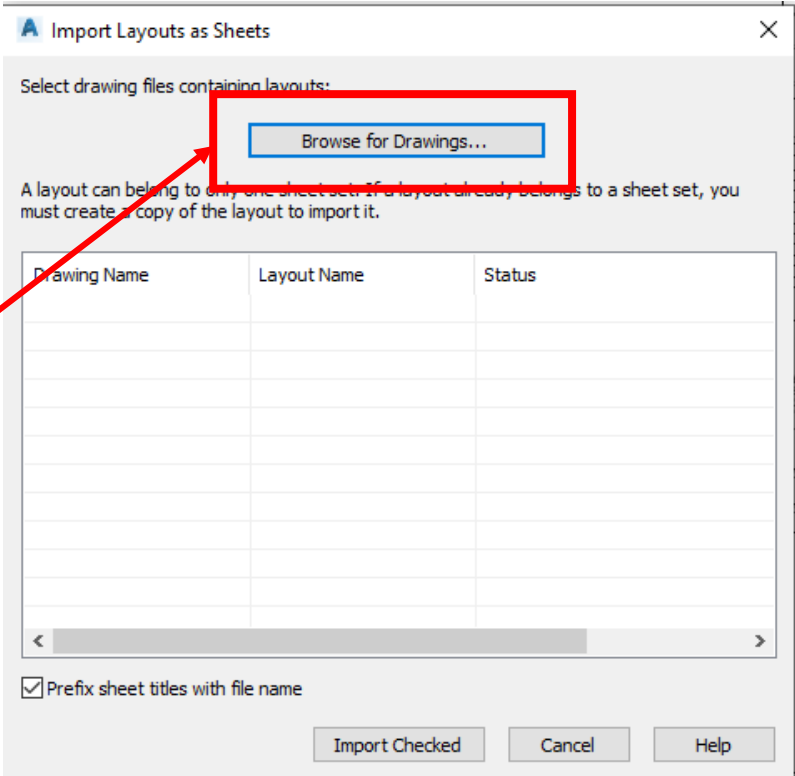 Import Layouts as Sheets
Select drawing files containing layouts:
Browse for Drawings...
A layout can belong to only one sheet set. If a layout already belongs to a sheet set, you
must create a copy of the layout to import it.
Drawing Name Layout Name Status
Prefix sheet titles with file name
Import Checked Cancel Help